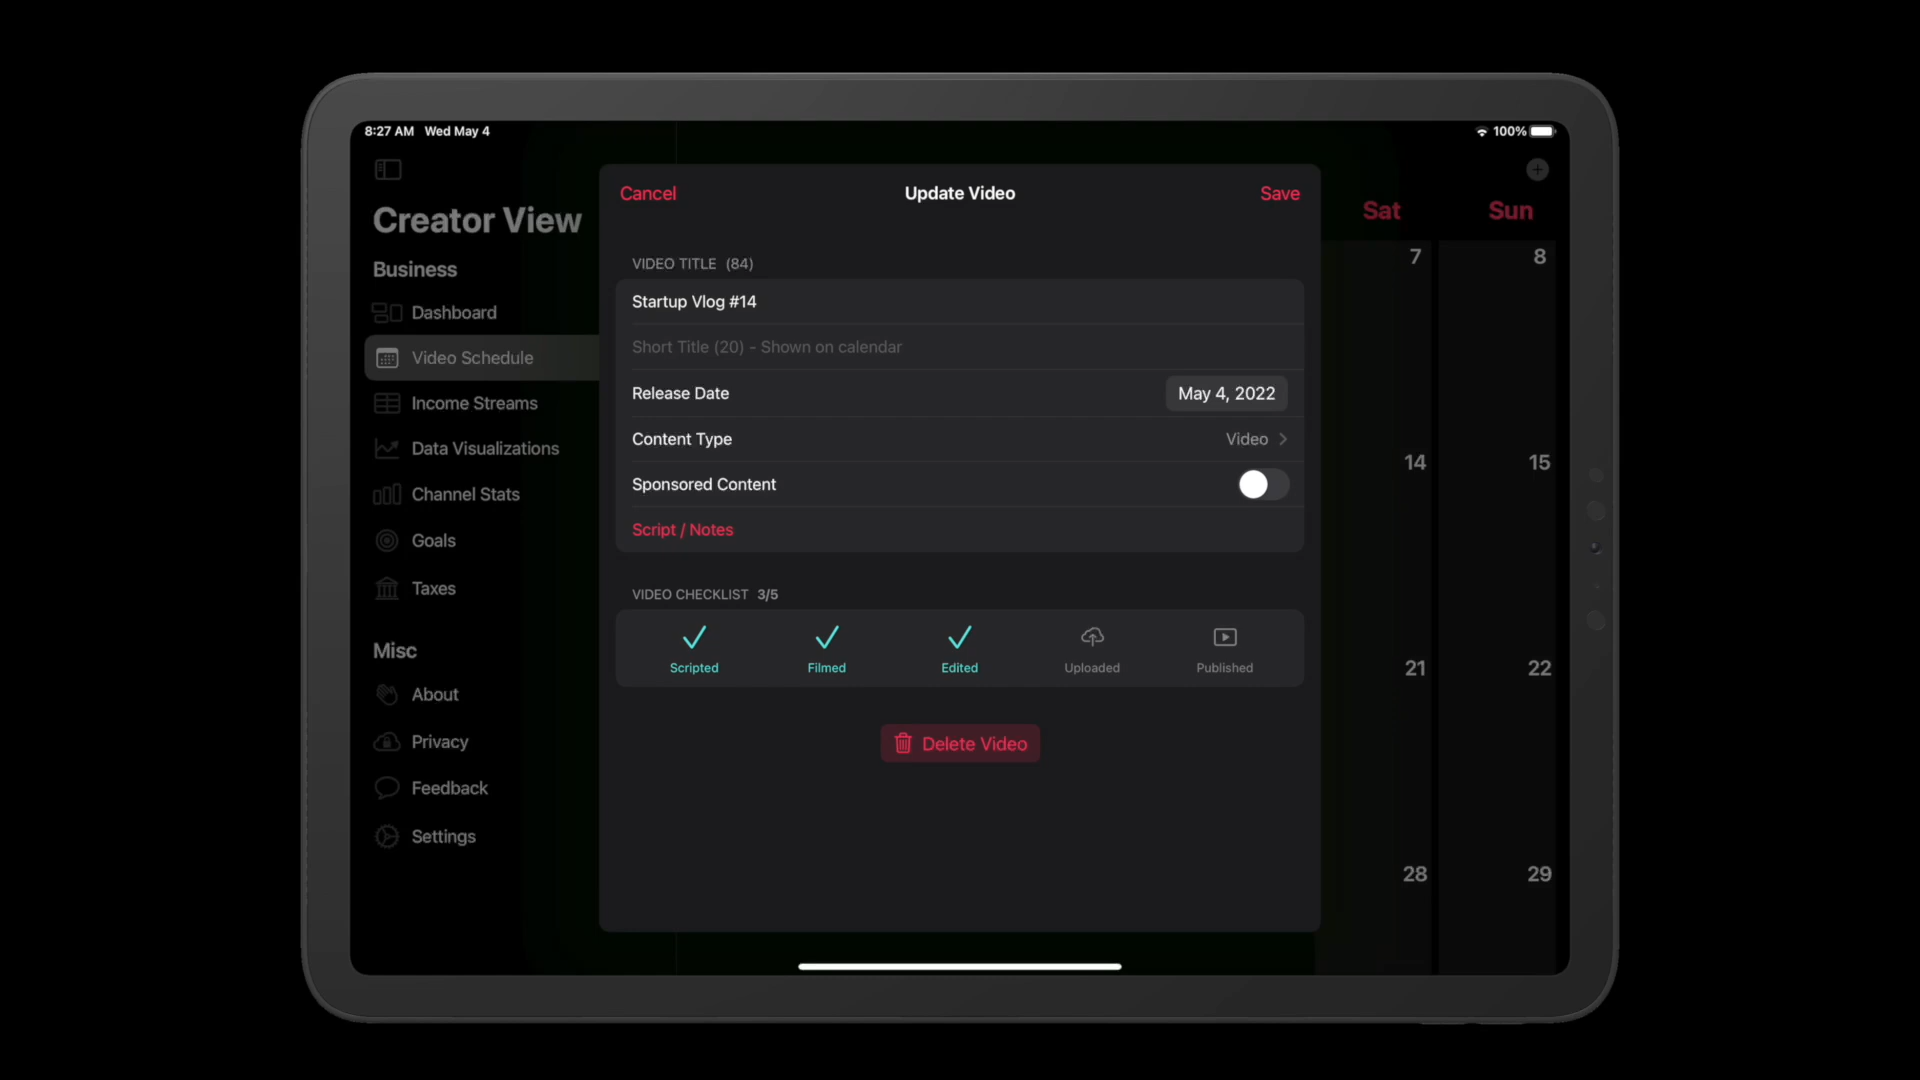 8:27 AM Wed May 4
100%
Creator View
Business
Dashboard
Video Schedule
Income Streams
Data Visualizations
Channel Stats
Goals
Taxes
Misc
About
Privacy
Feedback
Settings
Cancel
Update Video
Save
VIDEO TITLE (84)
Startup Vlog #14
Short Title (20) - Shown on calendar
Release Date
May 4, 2022
Content Type
Video
Sponsored Content
Script / Notes
VIDEO CHECKLIST 3/5
Scripted
Filmed
Edited
Uploaded
Published
Delete Video
Sat
Sun
7
8
14
15
21
22
28
29